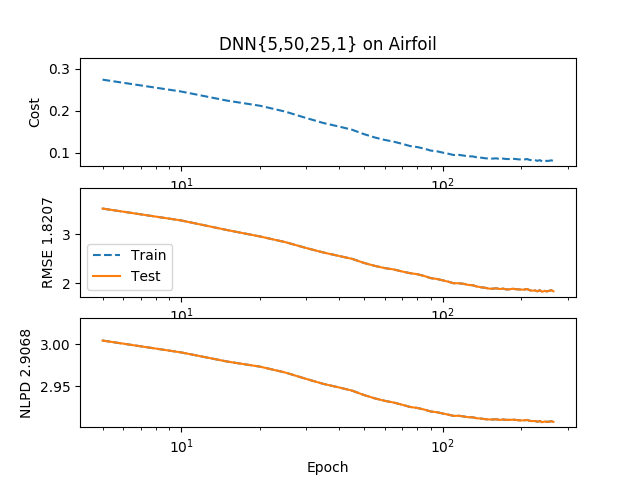 DNN{5,50,25,1} on Airfoil
0.3
0.2
0.1
Cost
10¹
10²
3
2
RMSE 1.8207
Train
Test
10¹
10²
3.00
2.95
NLPD 2.9068
10¹
10²
Epoch